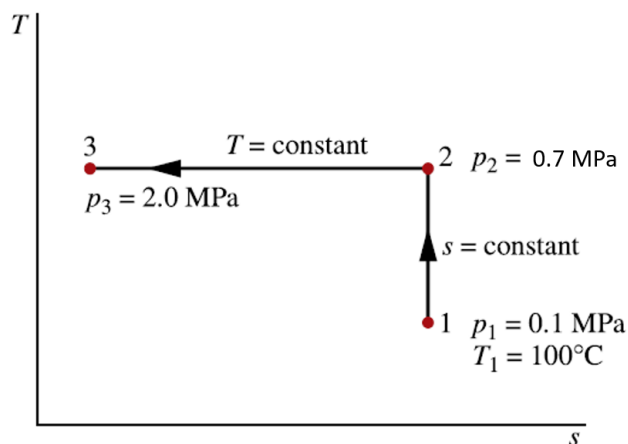 T
3
T = constant
2 p₂ = 0.7 MPa
p₃ = 2.0 MPa
s = constant
1 p₁ = 0.1 MPa
T₁ = 100°C
s